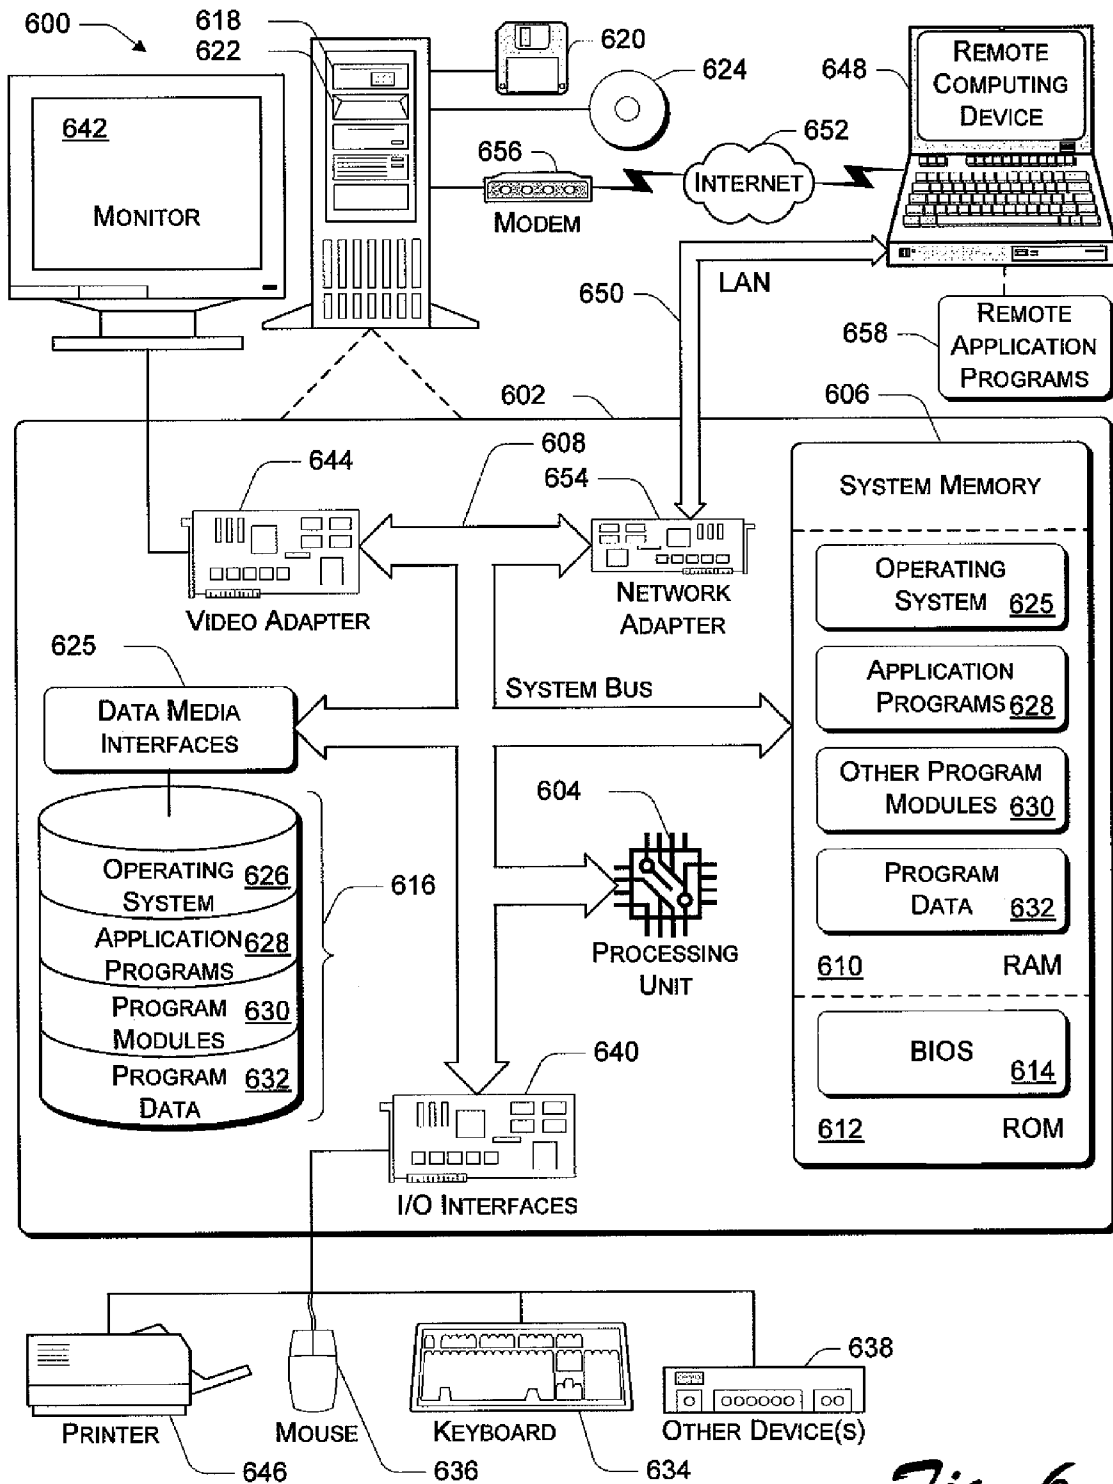 600
618
622
620
624
648
REMOTE
COMPUTING
DEVICE
642
MONITOR
656
MODEM
652
INTERNET
LAN
650
658
REMOTE
APPLICATION
PROGRAMS
602
606
644
608
654
SYSTEM MEMORY
VIDEO ADAPTER
NETWORK
ADAPTER
OPERATING
SYSTEM 625
625
DATA MEDIA
INTERFACES
SYSTEM BUS
APPLICATION
PROGRAMS 628
OTHER PROGRAM
MODULES 630
604
PROCESSING
UNIT
PROGRAM
DATA 632
610 RAM
OPERATING 626
SYSTEM
616
APPLICATION 628
PROGRAMS
PROGRAM 630
MODULES
PROGRAM 632
DATA
BIOS
614
612 ROM
640
I/O INTERFACES
PRINTER
646
MOUSE
636
KEYBOARD
634
638
OTHER DEVICE(S)
Fig. 6